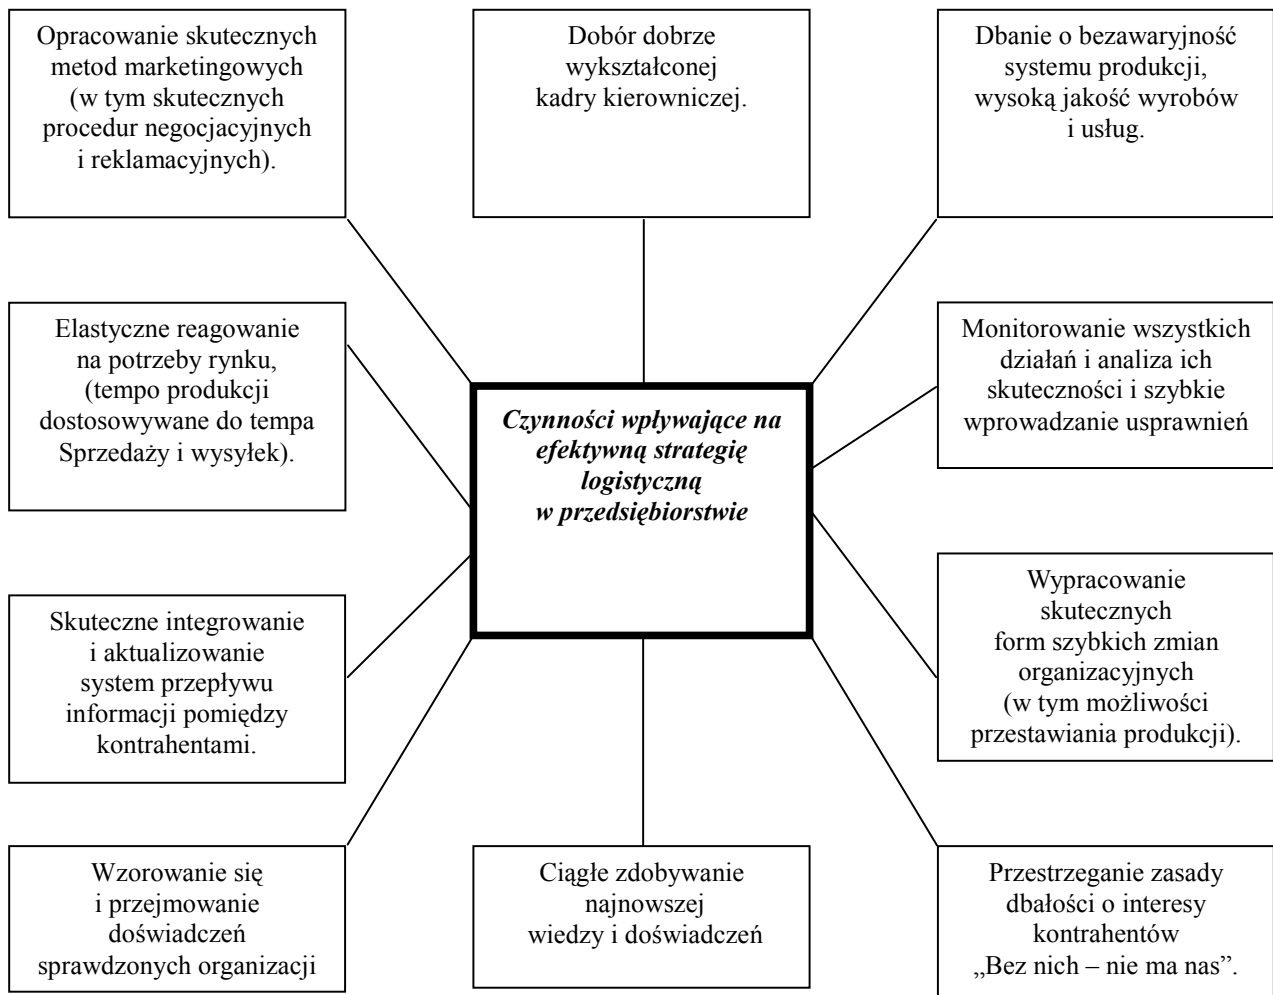 Opracowanie skutecznych
metod marketingowych
(w tym skutecznych
procedur negocjacyjnych
i reklamacyjnych).
Dobór dobrze
wykształconej
kadry kierowniczej.
Dbanie o bezawaryjność
systemu produkcji,
wysoką jakość wyrobów
i usług.
Elastyczne reagowanie
na potrzeby rynku,
(tempo produkcji
dostosowywane do tempa
Sprzedaży i wysyłek).
Czynności wpływające na
efektywną strategię
logistyczną
w przedsiębiorstwie
Monitorowanie wszystkich
działań i analiza ich
skuteczności i szybkie
wprowadzanie usprawnień
Skuteczne integrowanie
i aktualizowanie
system przepływu
informacji pomiędzy
kontrahentami.
Wypracowanie
skutecznych
form szybkich zmian
organizacyjnych
(w tym możliwości
przestawiania produkcji).
Wzorowanie się
i przejmowanie
doświadczeń
sprawdzonych organizacji
Ciągłe zdobywanie
najnowszej
wiedzy i doświadczeń
Przestrzeganie zasady
dbałości o interesy
kontrahentów
„Bez nich – nie ma nas”.